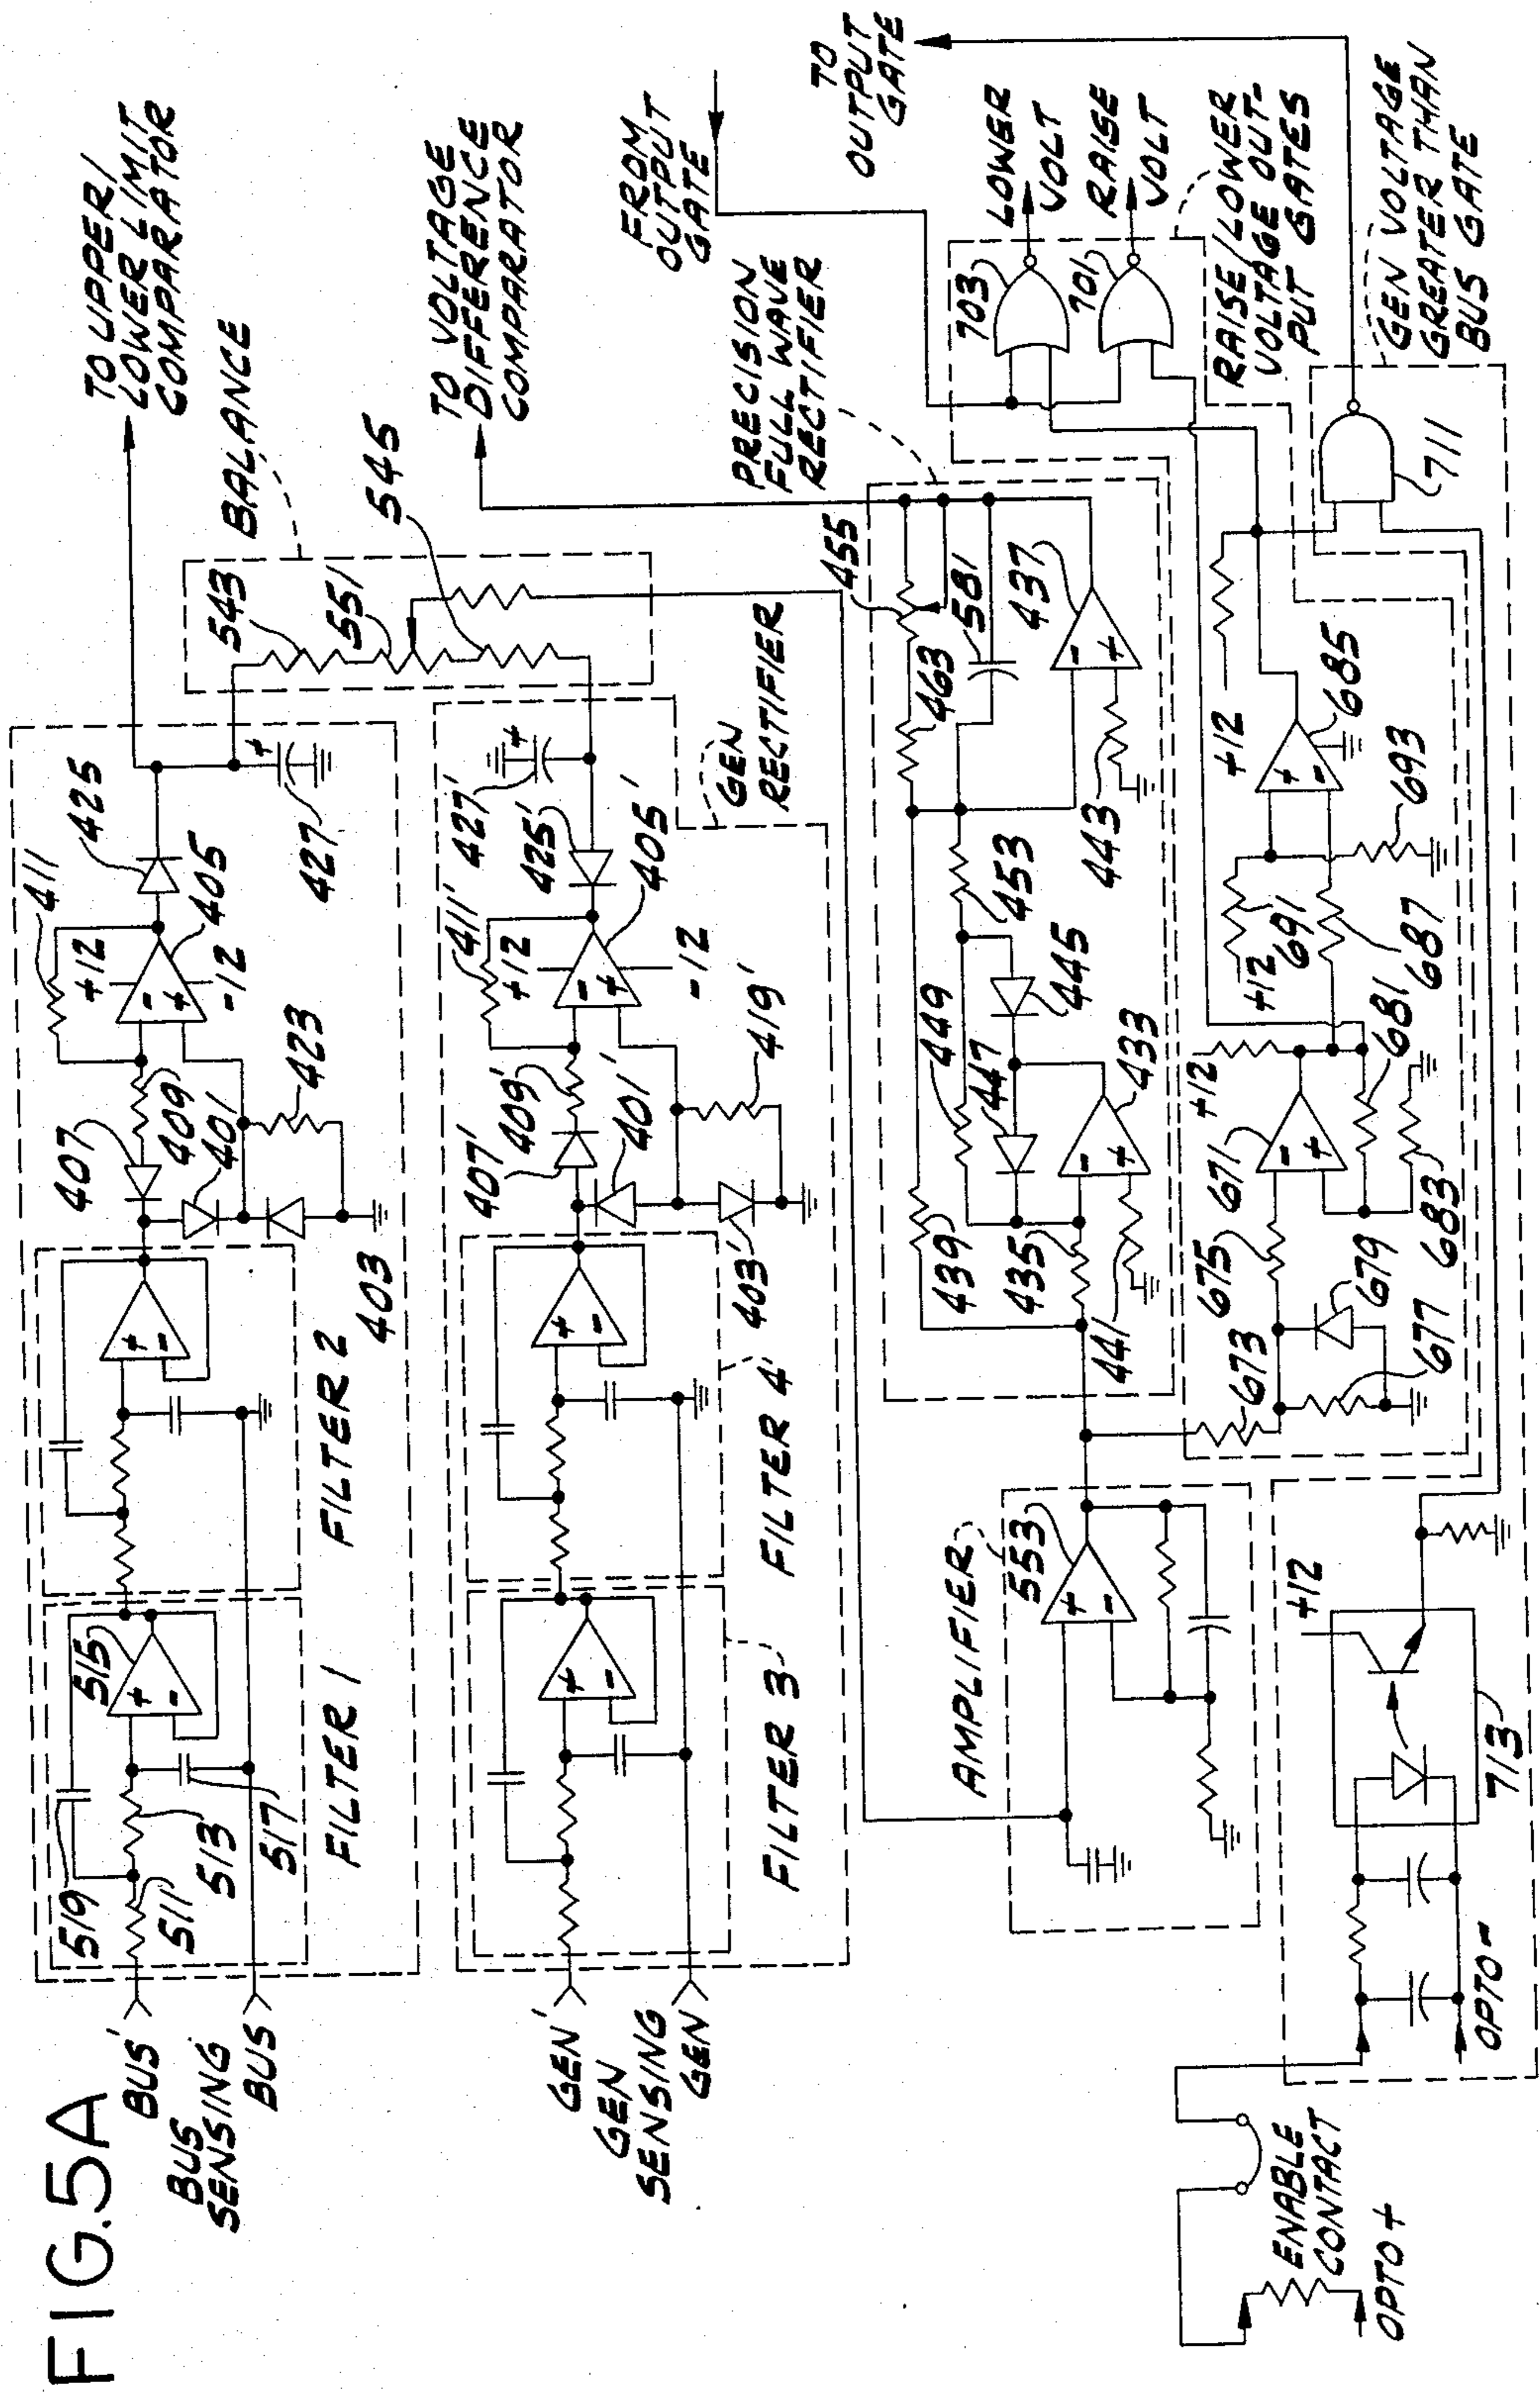 FIG.5A
BUS'
BUS
SENSING
BUS
519
511
513
515
517
FILTER 1
FILTER 2
407
409
401
403
411
+12
-12
405
423
425
427
+
TO UPPER/
LOWER LIMIT
COMPARATOR
BALANCE
543
551
545
GEN'
GEN
SENSING
GEN
FILTER 3
FILTER 4
407'
409'
401'
403'
411'
+12
-12
405'
419'
425'
427'
+
GEN
RECTIFIER
TO VOLTAGE
DIFFERENCE
COMPARATOR
FROM
OUTPUT
GATE
PRECISION
FULL WAVE
RECTIFIER
AMPLIFIER
553
439
435
441
449
447
445
433
453
443
463
455
581
437
673
675
677
679
671
683
681
687
+12
+12
691
693
685
+12
703
701
LOWER
VOLT
RAISE
VOLT
TO
OUTPUT
GATE
RAISE/LOWER
VOLTAGE OUT-
PUT GATES
GEN VOLTAGE
GREATER THAN
BUS GATE
711
ENABLE
CONTACT
OPTO+
OPTO-
+12
713